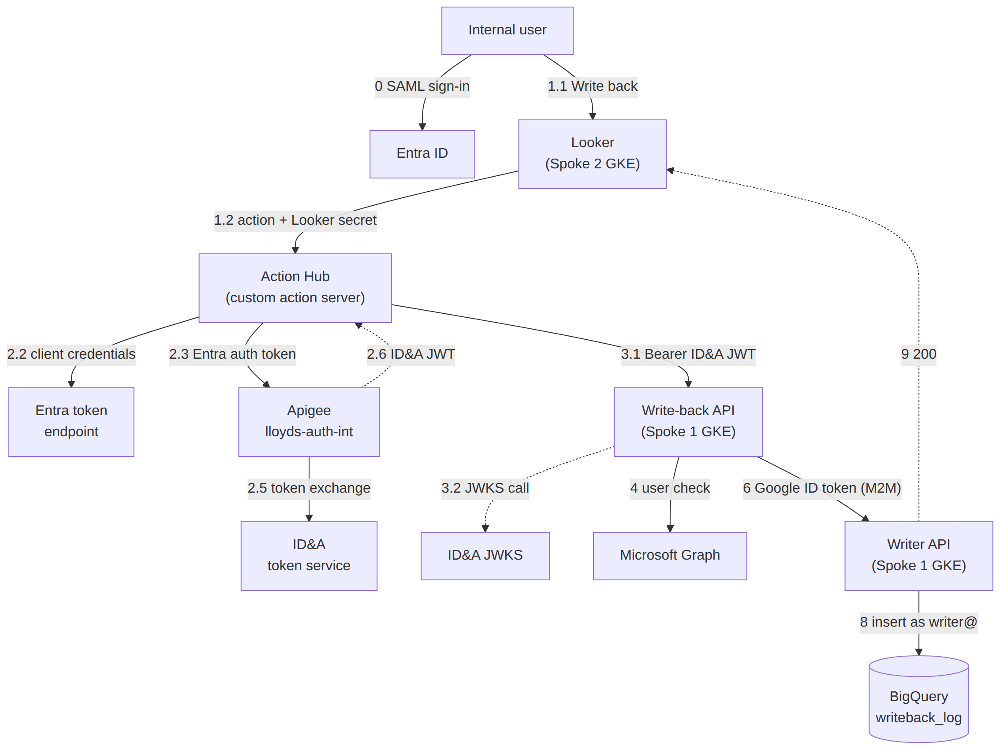 Internal user
0 SAML sign-in
1.1 Write back
Entra ID
Looker
(Spoke 2 GKE)
1.2 action + Looker secret
Action Hub
(custom action server)
2.2 client credentials
2.3 Entra auth token
2.6 ID&A JWT
3.1 Bearer ID&A JWT
9 200
Entra token
endpoint
Apigee
lloyds-auth-int
Write-back API
(Spoke 1 GKE)
2.5 token exchange
3.2 JWKS call
4 user check
6 Google ID token (M2M)
ID&A
token service
ID&A JWKS
Microsoft Graph
Writer API
(Spoke 1 GKE)
8 insert as writer@
BigQuery
writeback_log